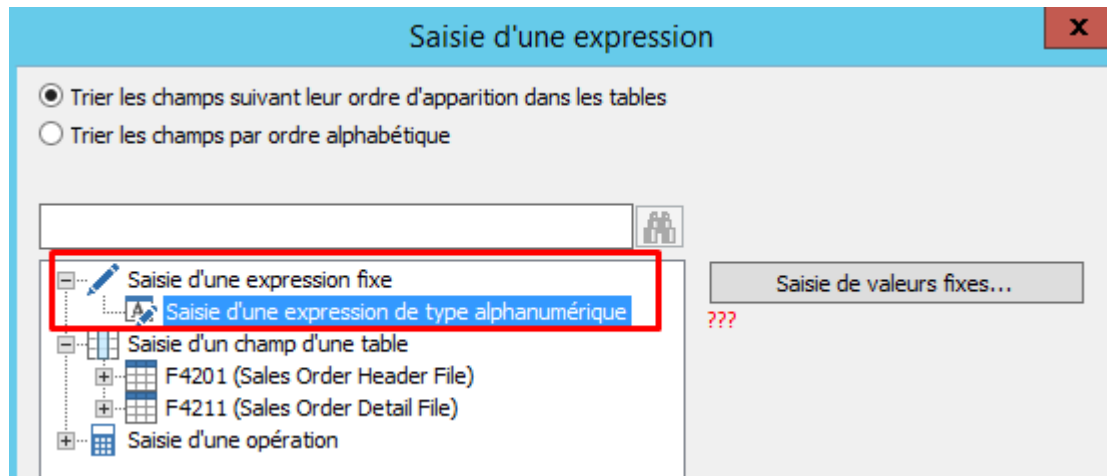 Saisie d'une expression
x
Trier les champs suivant leur ordre d'apparition dans les tables
Trier les champs par ordre alphabétique
Saisie d'une expression fixe
Saisie d'une expression de type alphanumérique
Saisie de valeurs fixes...
???
Saisie d'un champ d'une table
F4201 (Sales Order Header File)
F4211 (Sales Order Detail File)
Saisie d'une opération